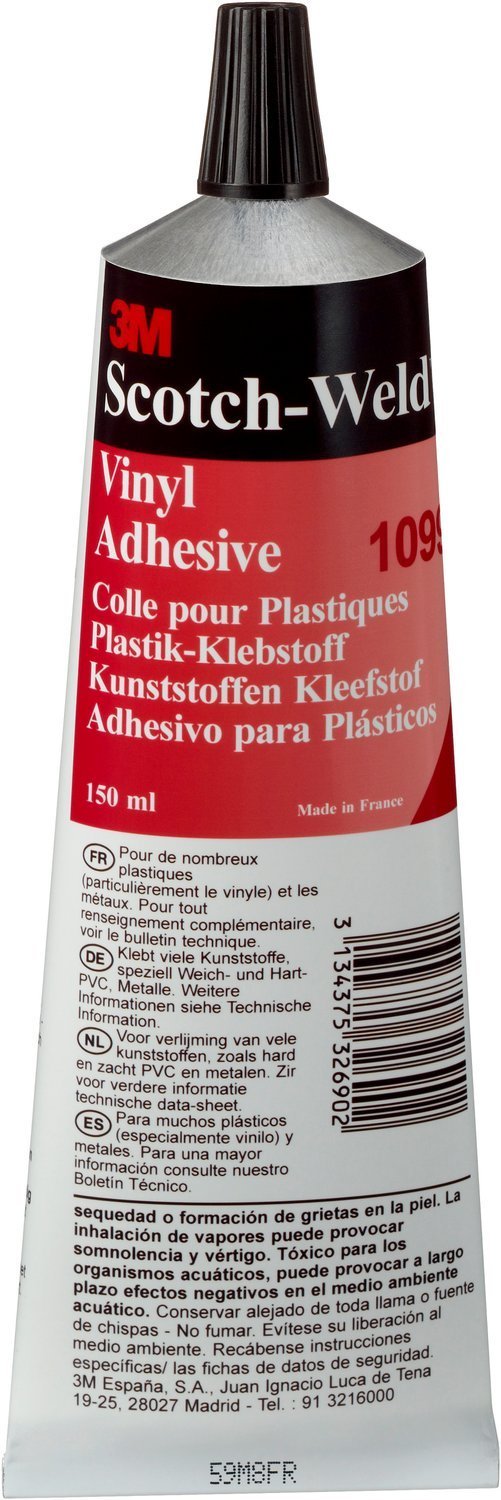 3M
Scotch-Weld
Vinyl
Adhesive
109
Colle pour Plastiques
Plastik-Klebstoff
Kunststoffen Kleefstof
Adhesivo para Plásticos
150 ml
Made in France
FR Pour de nombreux
plastiques
(particulièrement le vinyle) et les
métaux. Pour tout
renseignement complémentaire,
voir le bulletin technique.
DE Klebt viele Kunststoffe,
speziell Weich- und Hart-
PVC, Metalle. Weitere
Informationen siehe Technische
Information.
NL Voor verlijming van vele
kunststoffen, zoals hard
en zacht PVC en metalen. Zir
voor verdere informatie
technische data-sheet.
ES Para muchos plásticos
(especialmente vinilo) y
metales. Para una mayor
información consulte nuestro
Boletín Técnico.
3 134375 326902
sequedad o formación de grietas en la piel. La
inhalación de vapores puede provocar
somnolencia y vértigo. Tóxico para los
organismos acuáticos, puede provocar a largo
plazo efectos negativos en el medio ambiente
acuático. Conservar alejado de toda llama o fuente
de chispas - No fumar. Evítese su liberación al
medio ambiente. Recábense instrucciones
específicas/ las fichas de datos de seguridad.
3M España, S.A., Juan Ignacio Luca de Tena
19-25, 28027 Madrid - Tel. : 91 3216000
59M8FR